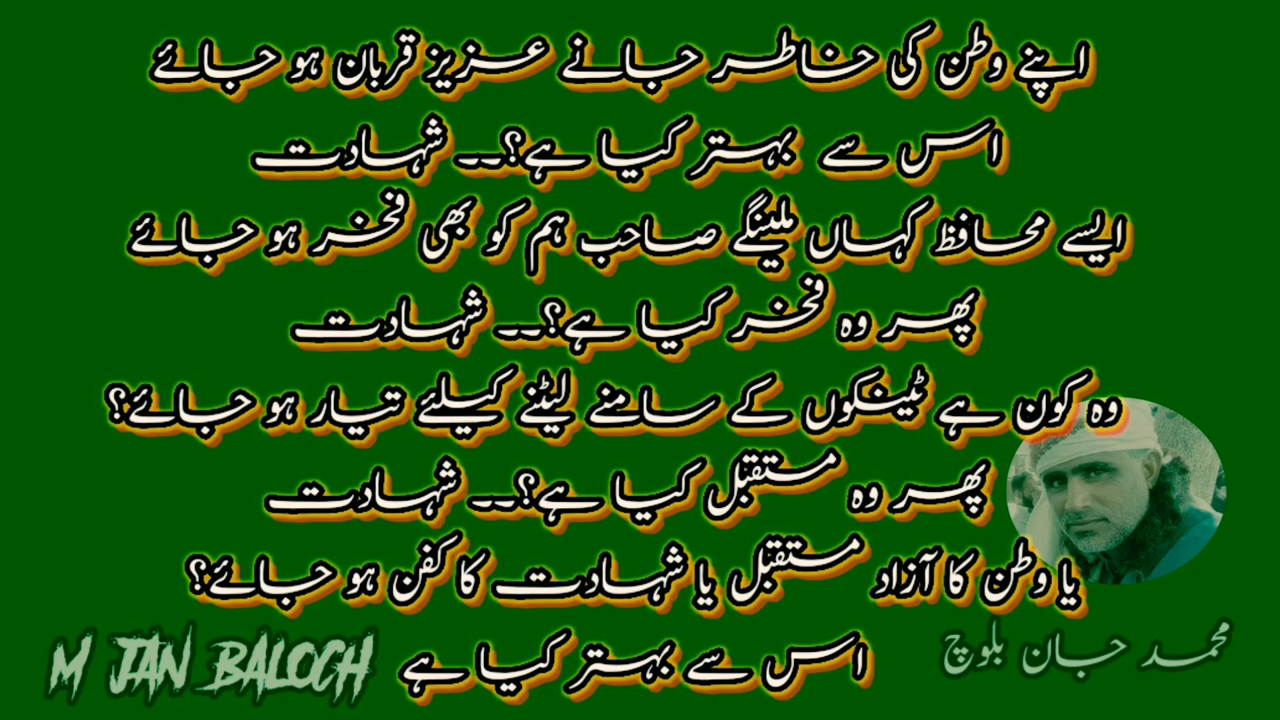 اپنے وطن کی خاطر جانے عزیز قربان ہو جائے
اس سے بہتر کیا ہے؟۔۔ شہادت
ایسے محافظ کہاں ملینگے صاحب ہم کو بھی فخر ہو جائے
پھر وہ فخر کیا ہے؟۔۔ شہادت
وہ کون ہے ٹینکوں کے سامنے لیٹنے کیلئے تیار ہو جائے؟
پھر وہ مستقبل کیا ہے؟۔۔ شہادت
یا وطن کا آزاد مستقبل یا شہادت کا کفن ہو جائے؟
اس سے بہتر کیا ہے
محمد جان بلوچ
M JAN BALOCH